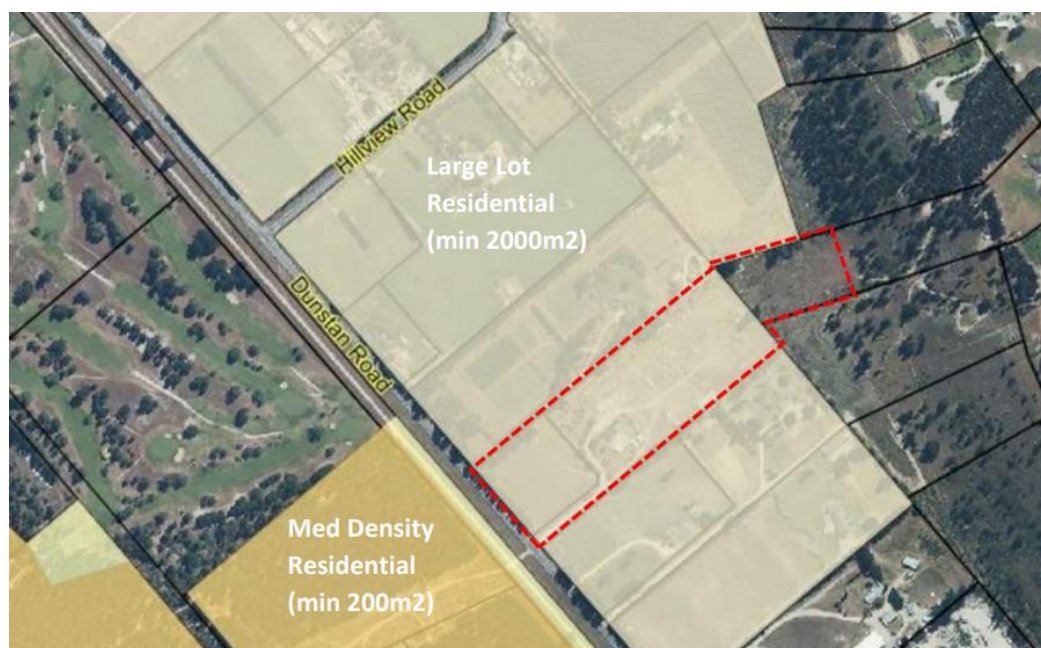 Hillview Road
Large Lot
Residential
(min 2000m2)
Dunstan Road
Med Density
Residential
(min 200m2)